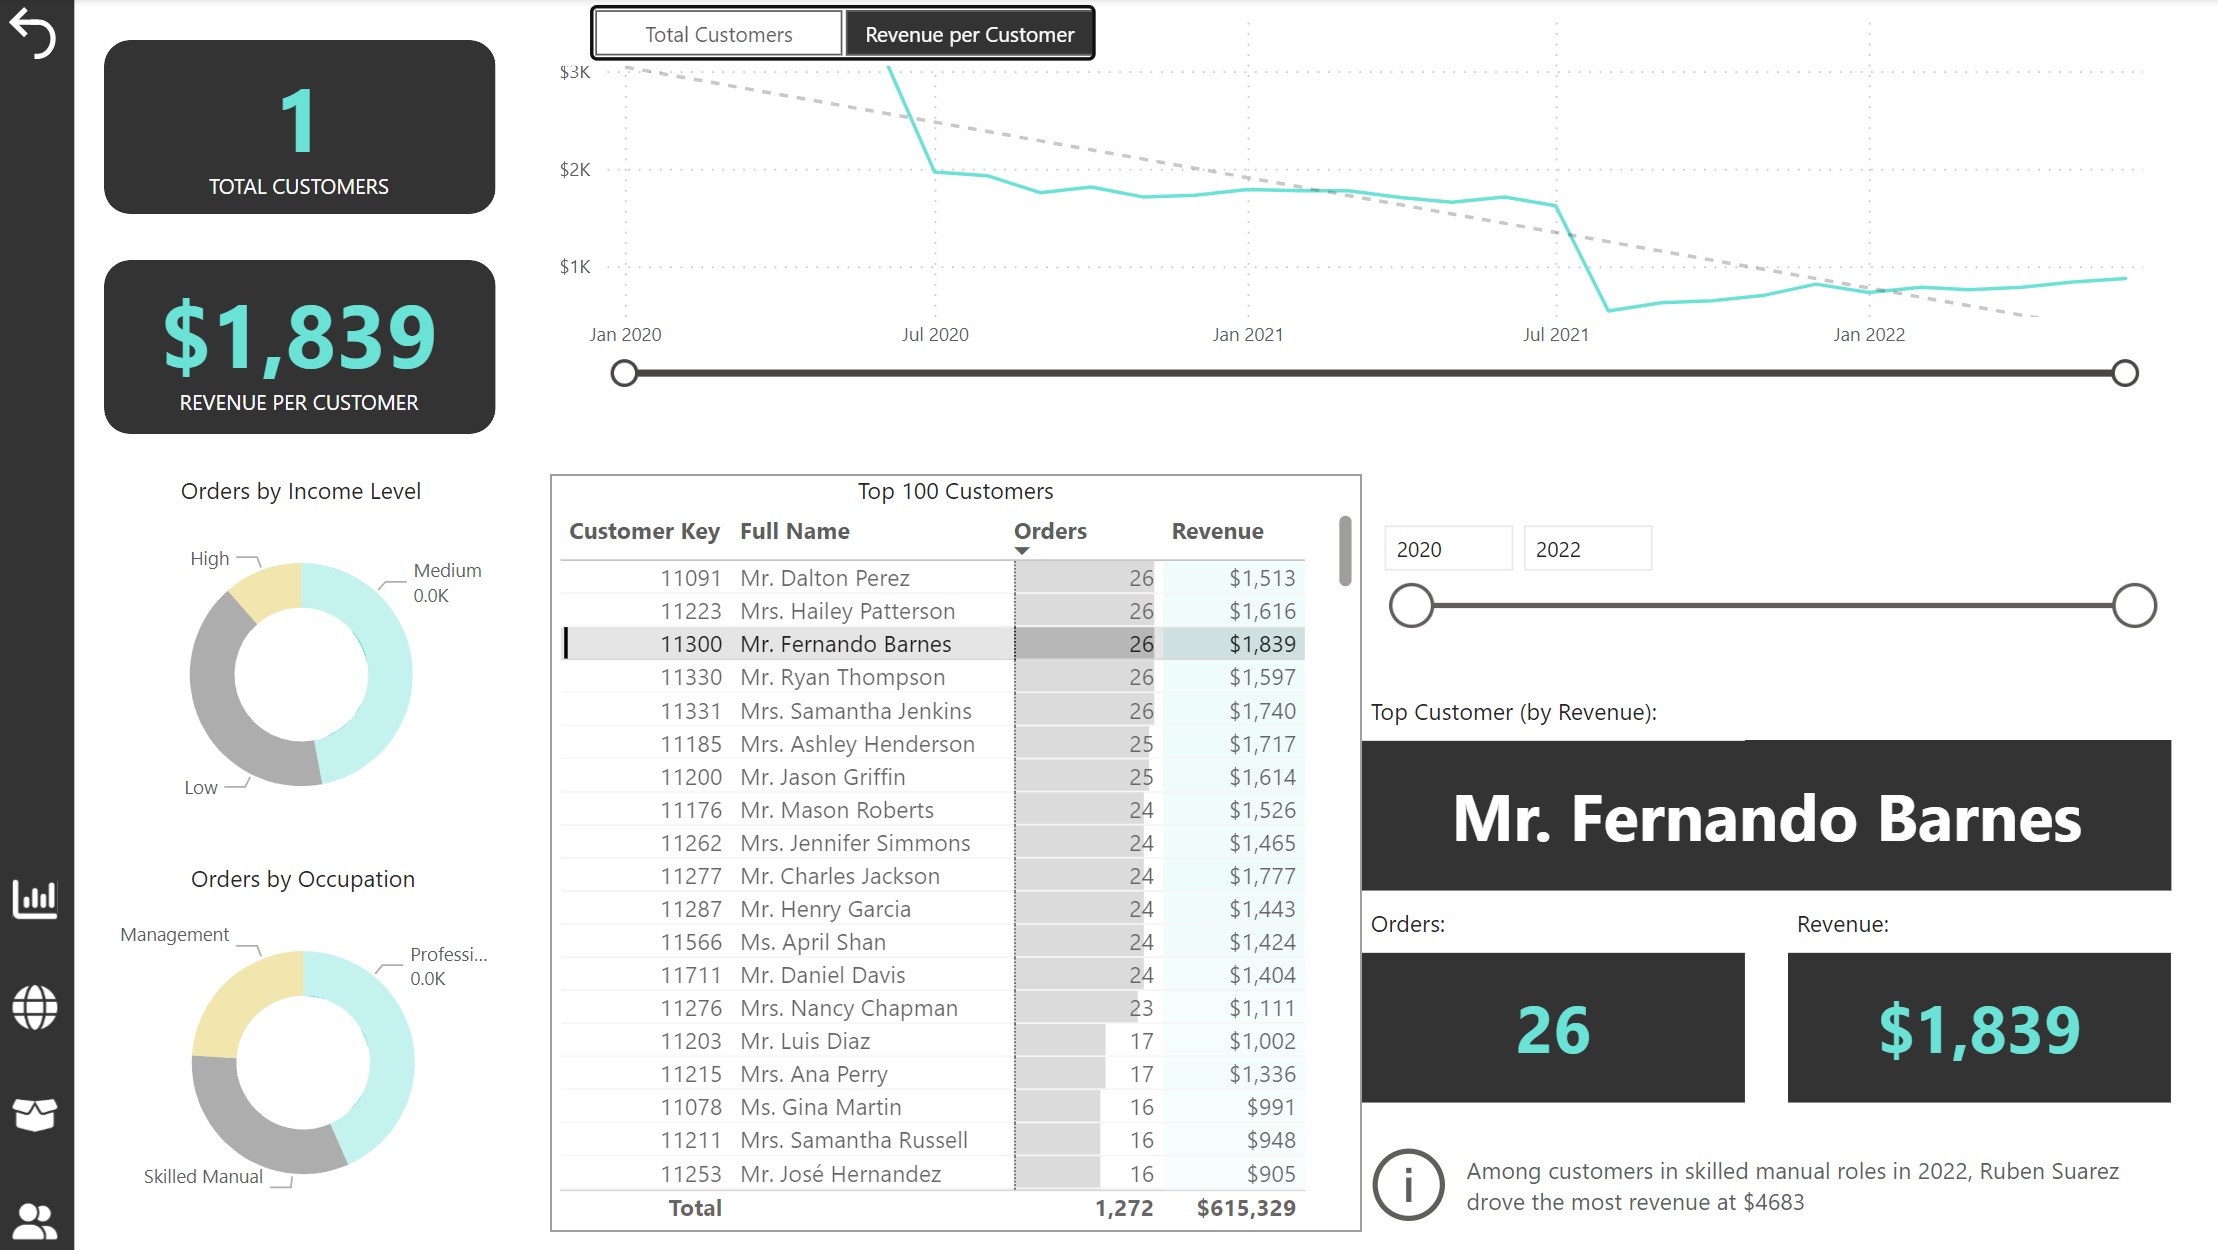 1
TOTAL CUSTOMERS
$1,839
REVENUE PER CUSTOMER
Total Customers
Revenue per Customer
$3K
$2K
$1K
Jan 2020
Jul 2020
Jan 2021
Jul 2021
Jan 2022
Orders by Income Level
High
Medium
0.0K
Low
Orders by Occupation
Management
Professi...
0.0K
Skilled Manual
Top 100 Customers
Customer Key Full Name Orders Revenue
11091 Mr. Dalton Perez 26 $1,513
11223 Mrs. Hailey Patterson 26 $1,616
11300 Mr. Fernando Barnes 26 $1,839
11330 Mr. Ryan Thompson 26 $1,597
11331 Mrs. Samantha Jenkins 26 $1,740
11185 Mrs. Ashley Henderson 25 $1,717
11200 Mr. Jason Griffin 25 $1,614
11176 Mr. Mason Roberts 24 $1,526
11262 Mrs. Jennifer Simmons 24 $1,465
11277 Mr. Charles Jackson 24 $1,777
11287 Mr. Henry Garcia 24 $1,443
11566 Ms. April Shan 24 $1,424
11711 Mr. Daniel Davis 24 $1,404
11276 Mrs. Nancy Chapman 23 $1,111
11203 Mr. Luis Diaz 17 $1,002
11215 Mrs. Ana Perry 17 $1,336
11078 Ms. Gina Martin 16 $991
11211 Mrs. Samantha Russell 16 $948
11253 Mr. José Hernandez 16 $905
Total 1,272 $615,329
2020
2022
Top Customer (by Revenue):
Mr. Fernando Barnes
Orders:
Revenue:
26
$1,839
Among customers in skilled manual roles in 2022, Ruben Suarez
drove the most revenue at $4683